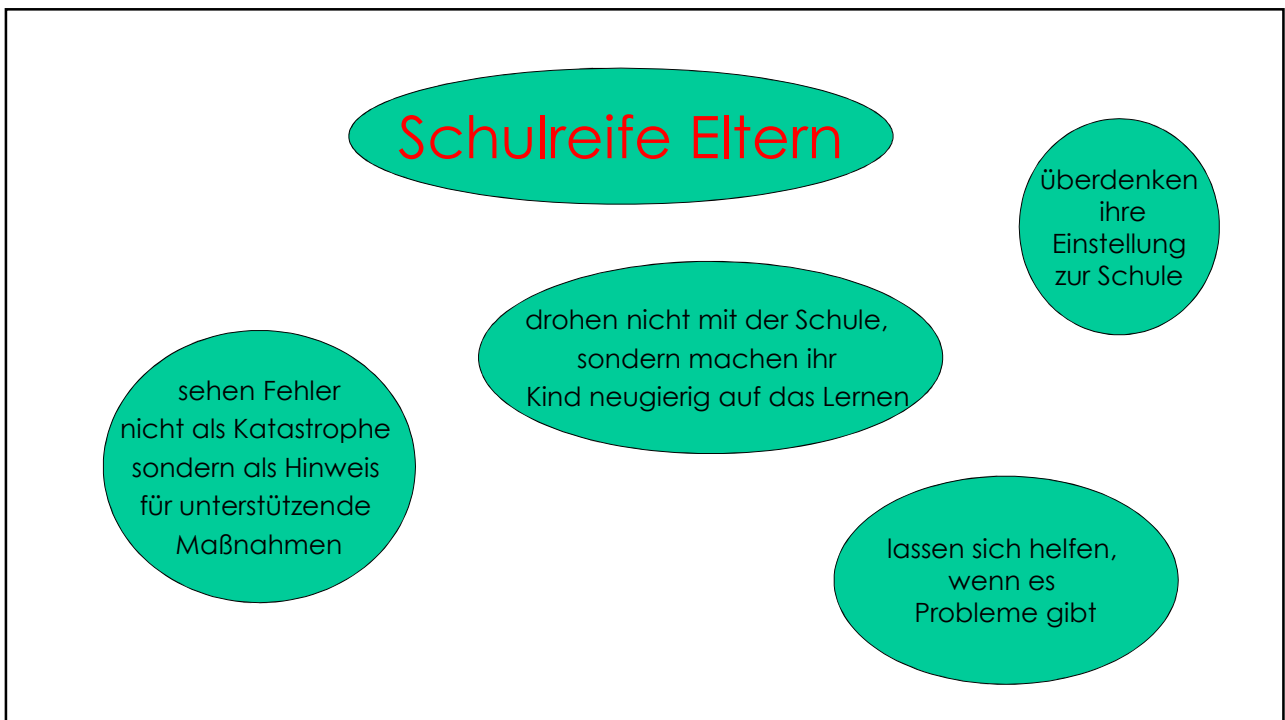 Schulreife Eltern
überdenken
ihre
Einstellung
zur Schule
drohen nicht mit der Schule,
sondern machen ihr
Kind neugierig auf das Lernen
sehen Fehler
nicht als Katastrophe
sondern als Hinweis
für unterstützende
Maßnahmen
lassen sich helfen,
wenn es
Probleme gibt